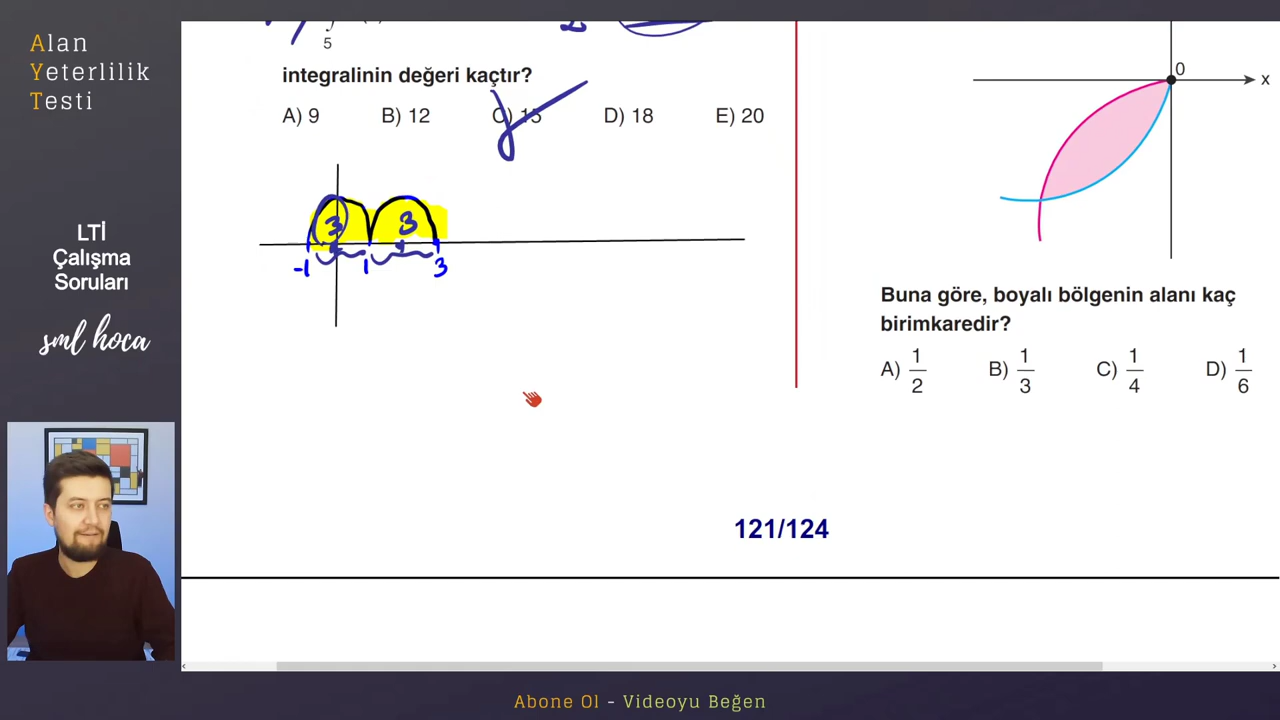 Alan
Yeterlilik
Testi
LTİ
Çalışma
Soruları
sml hoca
5
integralinin değeri kaçtır?
A) 9 B) 12 C) 15 D) 18 E) 20
3 3
-1 1 3
0
x
Buna göre, boyalı bölgenin alanı kaç
birimkaredir?
A) 1/2 B) 1/3 C) 1/4 D) 1/6
121/124
Abone Ol - Videoyu Beğen